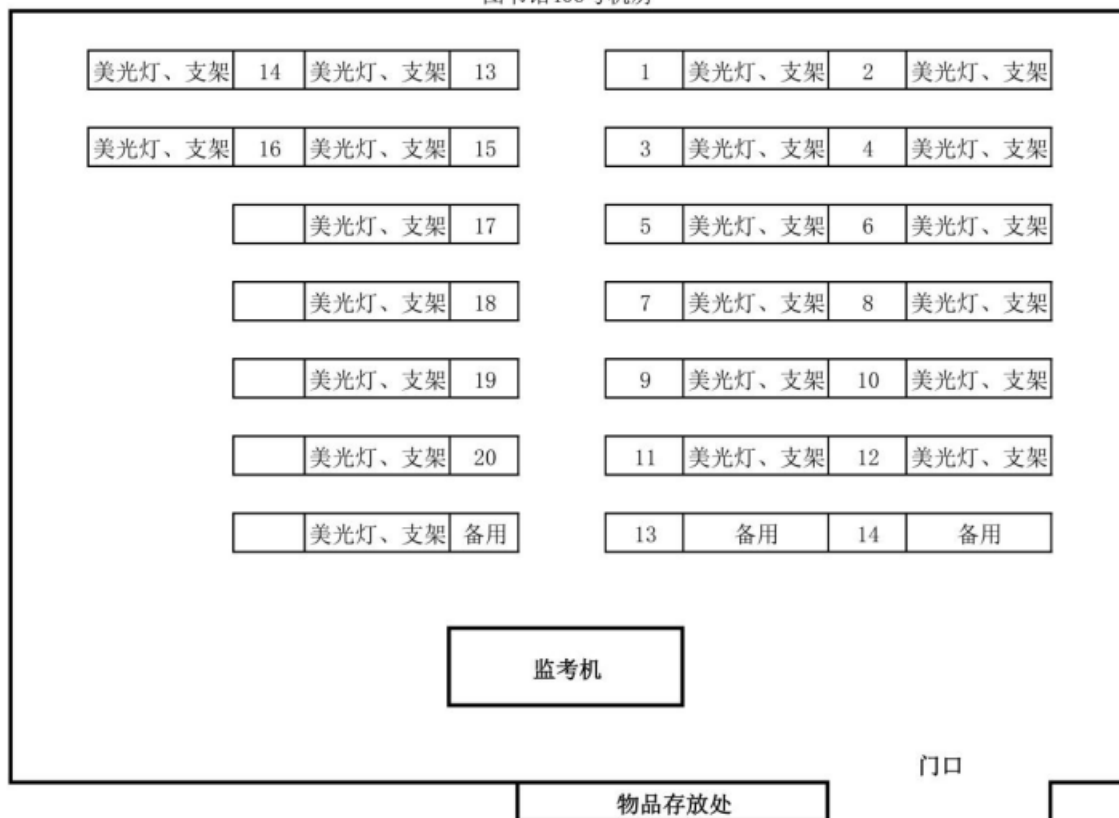 美光灯、支架 14 美光灯、支架 13 1 美光灯、支架 2 美光灯、支架
美光灯、支架 16 美光灯、支架 15 3 美光灯、支架 4 美光灯、支架
美光灯、支架 17 5 美光灯、支架 6 美光灯、支架
美光灯、支架 18 7 美光灯、支架 8 美光灯、支架
美光灯、支架 19 9 美光灯、支架 10 美光灯、支架
美光灯、支架 20 11 美光灯、支架 12 美光灯、支架
美光灯、支架 备用 13 备用 14 备用
监考机
门口
物品存放处